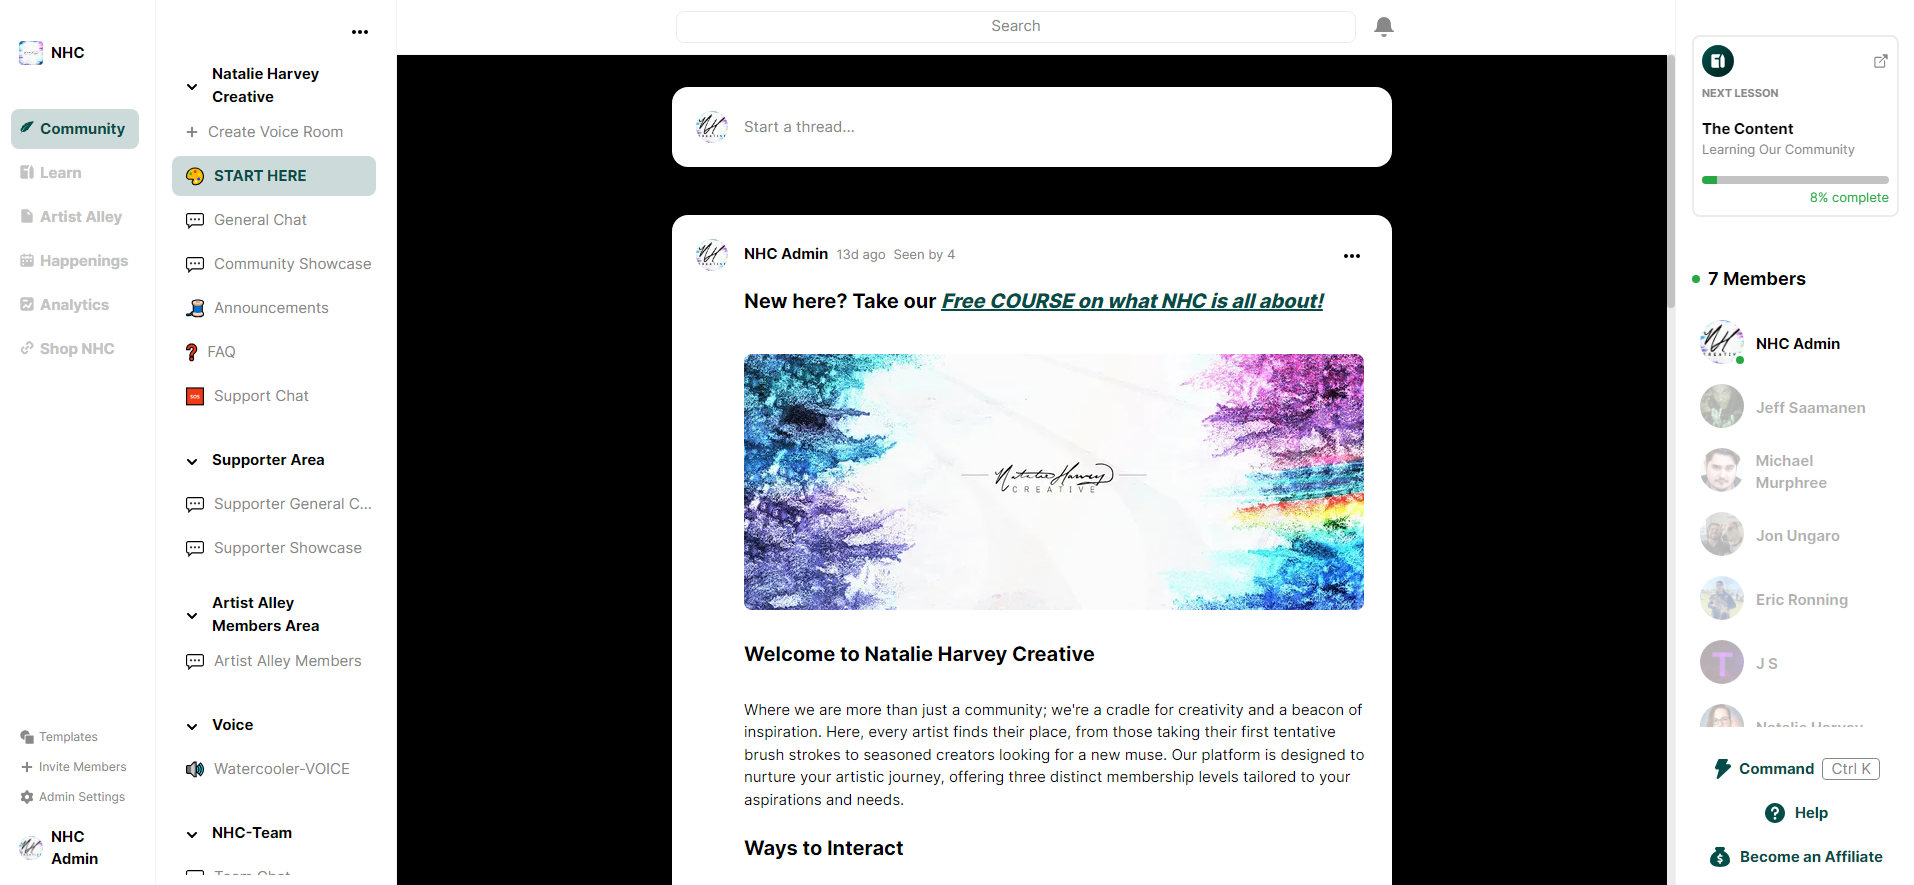 NHC
Community
Learn
Artist Alley
Happenings
Analytics
Shop NHC
Templates
Invite Members
Admin Settings
NHC
Admin
Natalie Harvey
Creative
Create Voice Room
START HERE
General Chat
Community Showcase
Announcements
FAQ
SOS
Support Chat
Supporter Area
Supporter General C...
Supporter Showcase
Artist Alley
Members Area
Artist Alley Members
Voice
Watercooler-VOICE
NHC-Team
Team Chat
Search
Start a thread...
NHC Admin 13d ago Seen by 4
New here? Take our Free COURSE on what NHC is all about!
Natalie Harvey
CREATIVE
Welcome to Natalie Harvey Creative
Where we are more than just a community; we're a cradle for creativity and a beacon of
inspiration. Here, every artist finds their place, from those taking their first tentative
brush strokes to seasoned creators looking for a new muse. Our platform is designed to
nurture your artistic journey, offering three distinct membership levels tailored to your
aspirations and needs.
Ways to Interact
NEXT LESSON
The Content
Learning Our Community
8% complete
7 Members
NHC Admin
Jeff Saamanen
Michael
Murphree
Jon Ungaro
Eric Ronning
T
J S
Natalie Harvey
Command Ctrl K
Help
Become an Affiliate